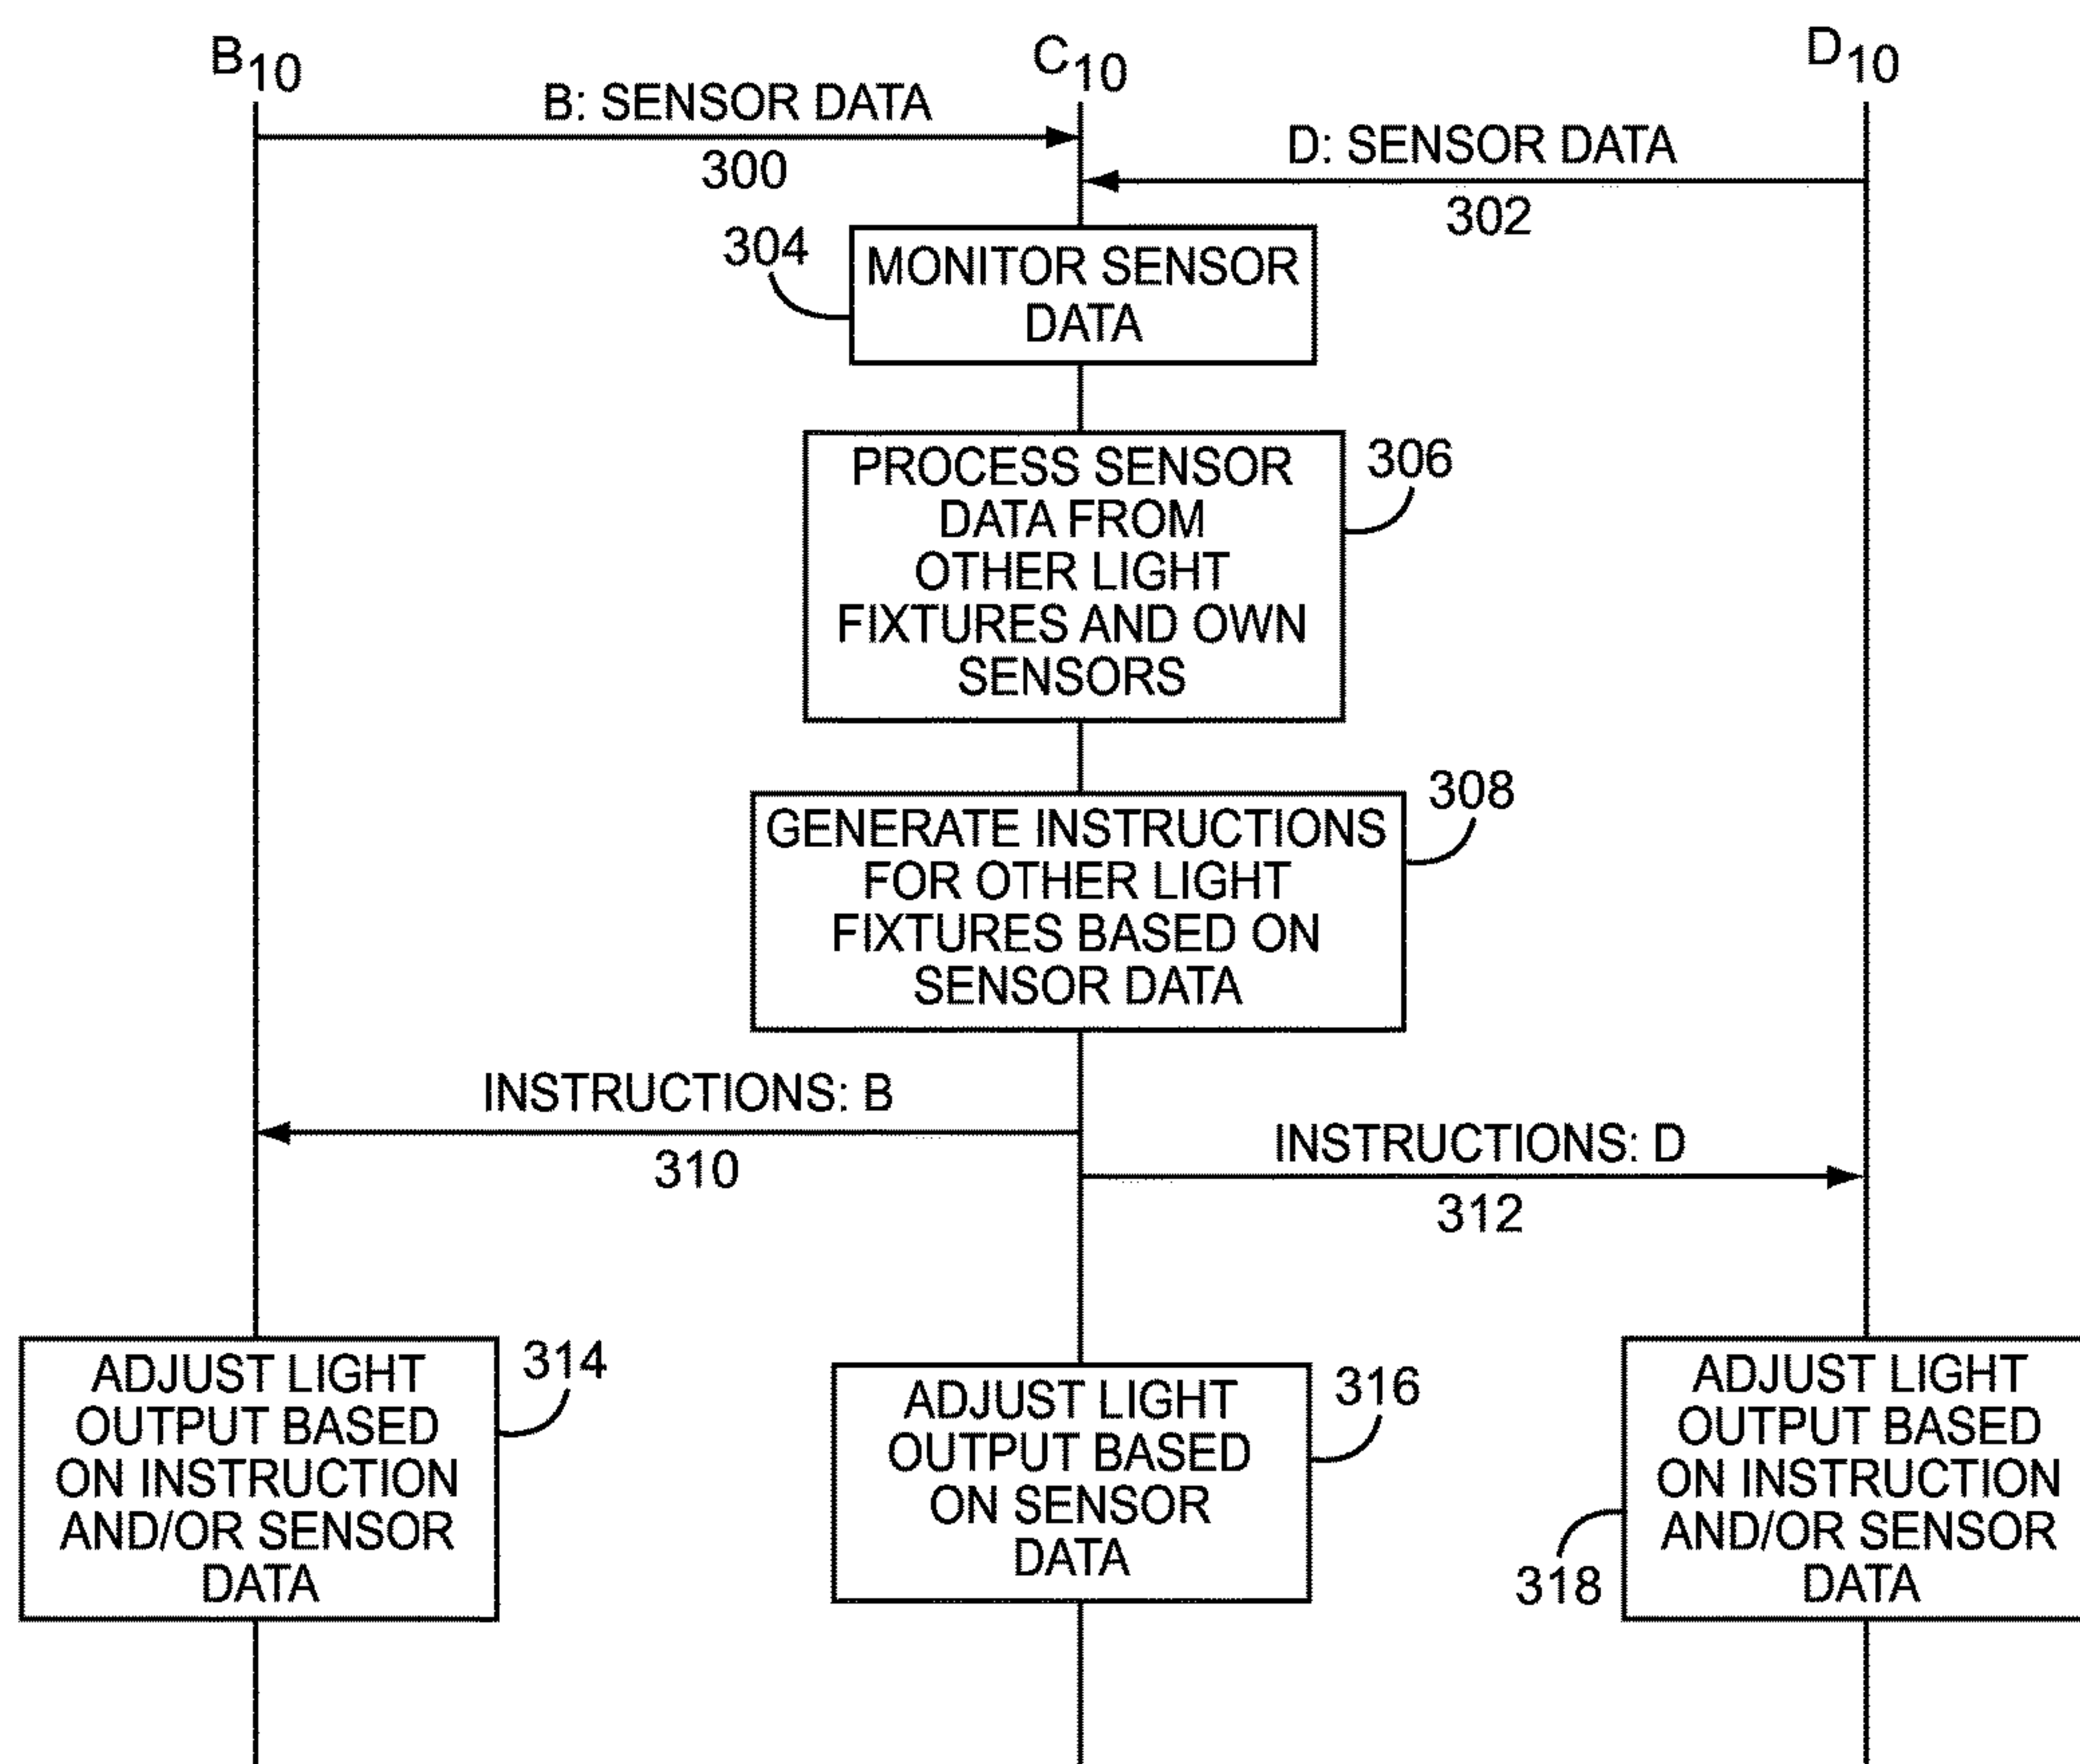 B10
C10
D10
B: SENSOR DATA
300
D: SENSOR DATA
302
304
MONITOR SENSOR
DATA
PROCESS SENSOR
DATA FROM
OTHER LIGHT
FIXTURES AND OWN
SENSORS
306
GENERATE INSTRUCTIONS
FOR OTHER LIGHT
FIXTURES BASED ON
SENSOR DATA
308
INSTRUCTIONS: B
310
INSTRUCTIONS: D
312
ADJUST LIGHT
OUTPUT BASED
ON INSTRUCTION
AND/OR SENSOR
DATA
314
ADJUST LIGHT
OUTPUT BASED
ON SENSOR
DATA
316
ADJUST LIGHT
OUTPUT BASED
ON INSTRUCTION
AND/OR SENSOR
DATA
318